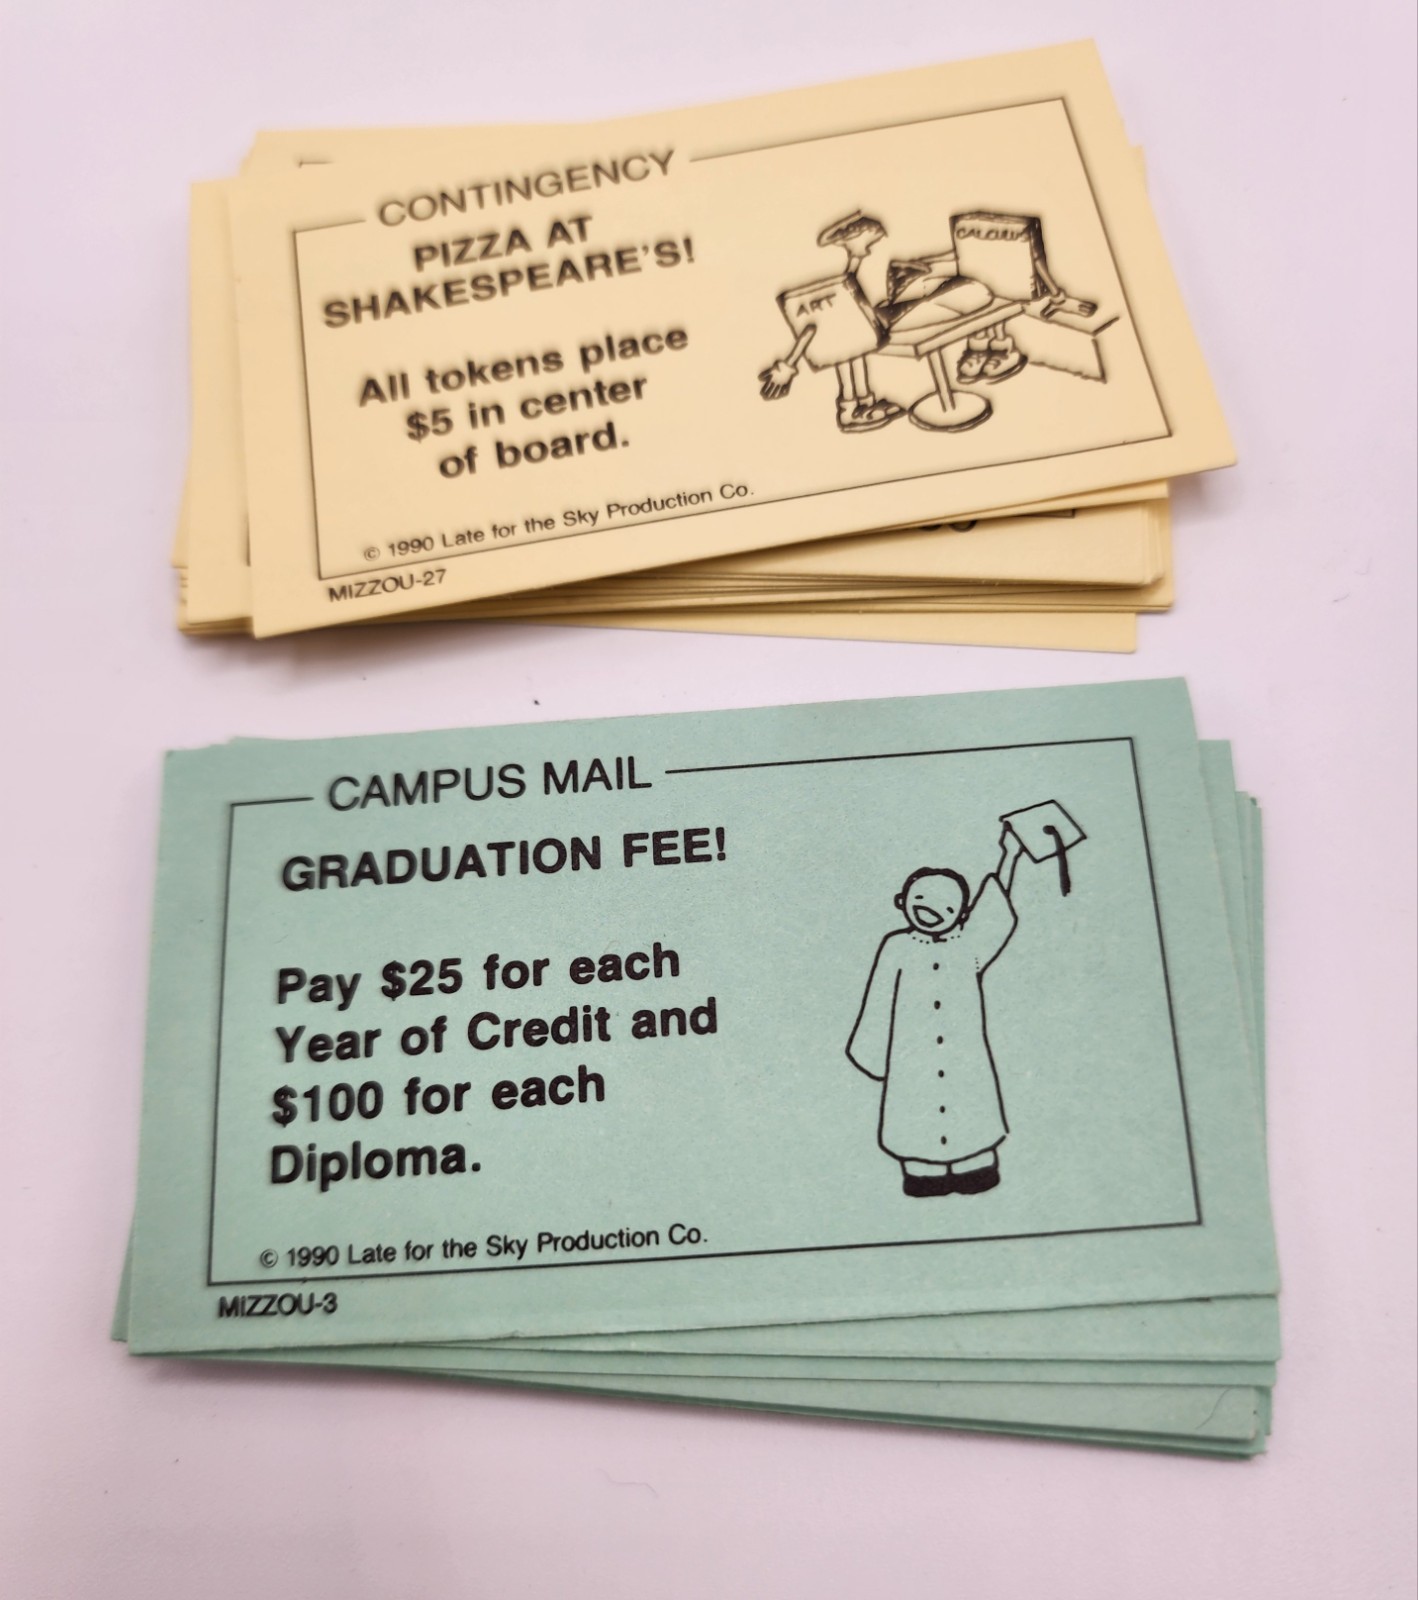 CONTINGENCY
PIZZA AT
SHAKESPEARE'S!
All tokens place
$5 in center
of board.
ART
CALCULUS
© 1990 Late for the Sky Production Co.
MIZZOU-27
CAMPUS MAIL
GRADUATION FEE!
Pay $25 for each
Year of Credit and
$100 for each
Diploma.
© 1990 Late for the Sky Production Co.
MIZZOU-3